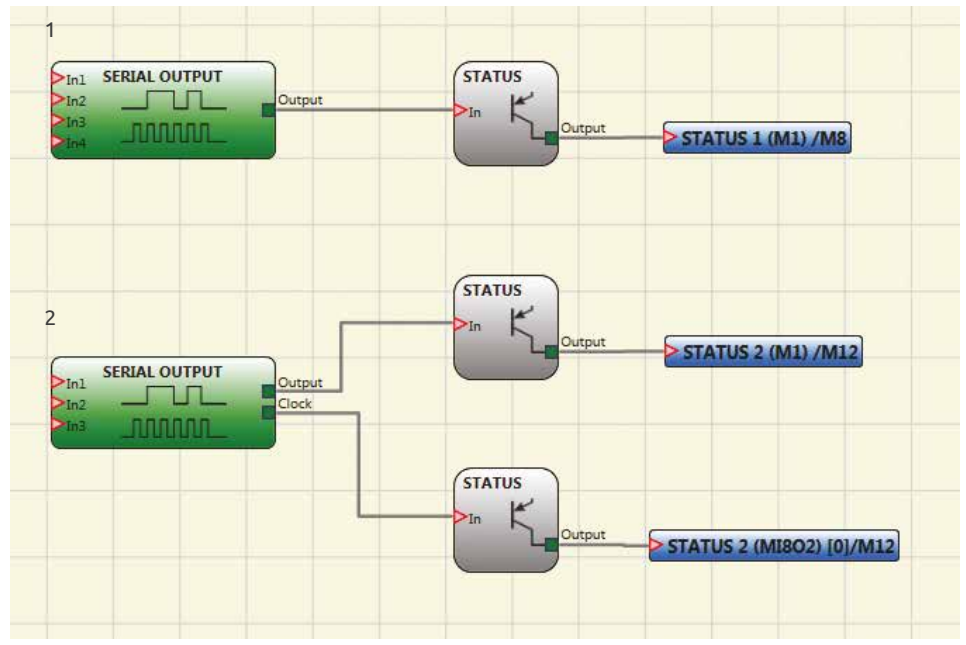 1
SERIAL OUTPUT
In1
In2
In3
In4
Output
STATUS
In
Output
STATUS 1 (M1) /M8
2
SERIAL OUTPUT
In1
In2
In3
Output
Clock
STATUS
In
Output
STATUS 2 (M1) /M12
STATUS
In
Output
STATUS 2 (MI8O2) [0]/M12